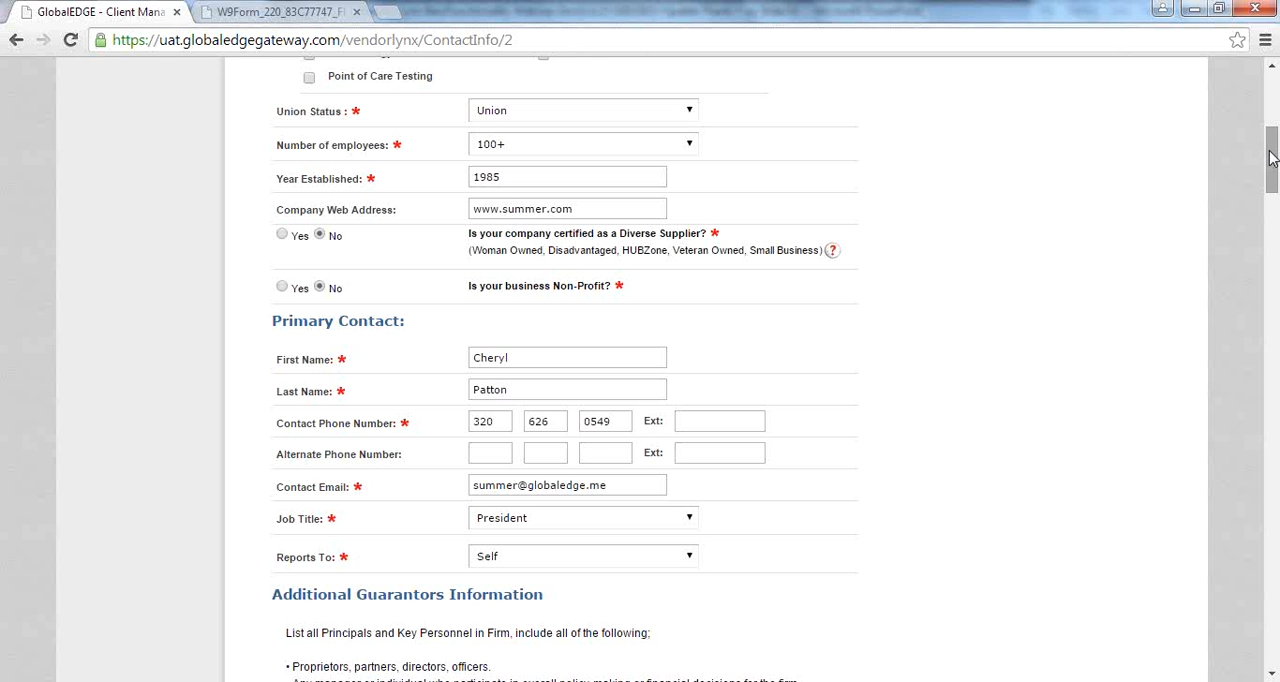 GlobalEDGE - Client Mana
W9Form_220_83C77747_F
https://uat.globaledgegateway.com/vendorlynx/ContactInfo/2
Point of Care Testing
Union Status : * Union
Number of employees: * 100+
Year Established: * 1985
Company Web Address: www.summer.com
Yes No Is your company certified as a Diverse Supplier? *
(Woman Owned, Disadvantaged, HUBZone, Veteran Owned, Small Business) ?
Yes No Is your business Non-Profit? *
Primary Contact:
First Name: * Cheryl
Last Name: * Patton
Contact Phone Number: * 320 626 0549 Ext:
Alternate Phone Number: Ext:
Contact Email: * summer@globaledge.me
Job Title: * President
Reports To: * Self
Additional Guarantors Information
List all Principals and Key Personnel in Firm, include all of the following;
• Proprietors, partners, directors, officers.